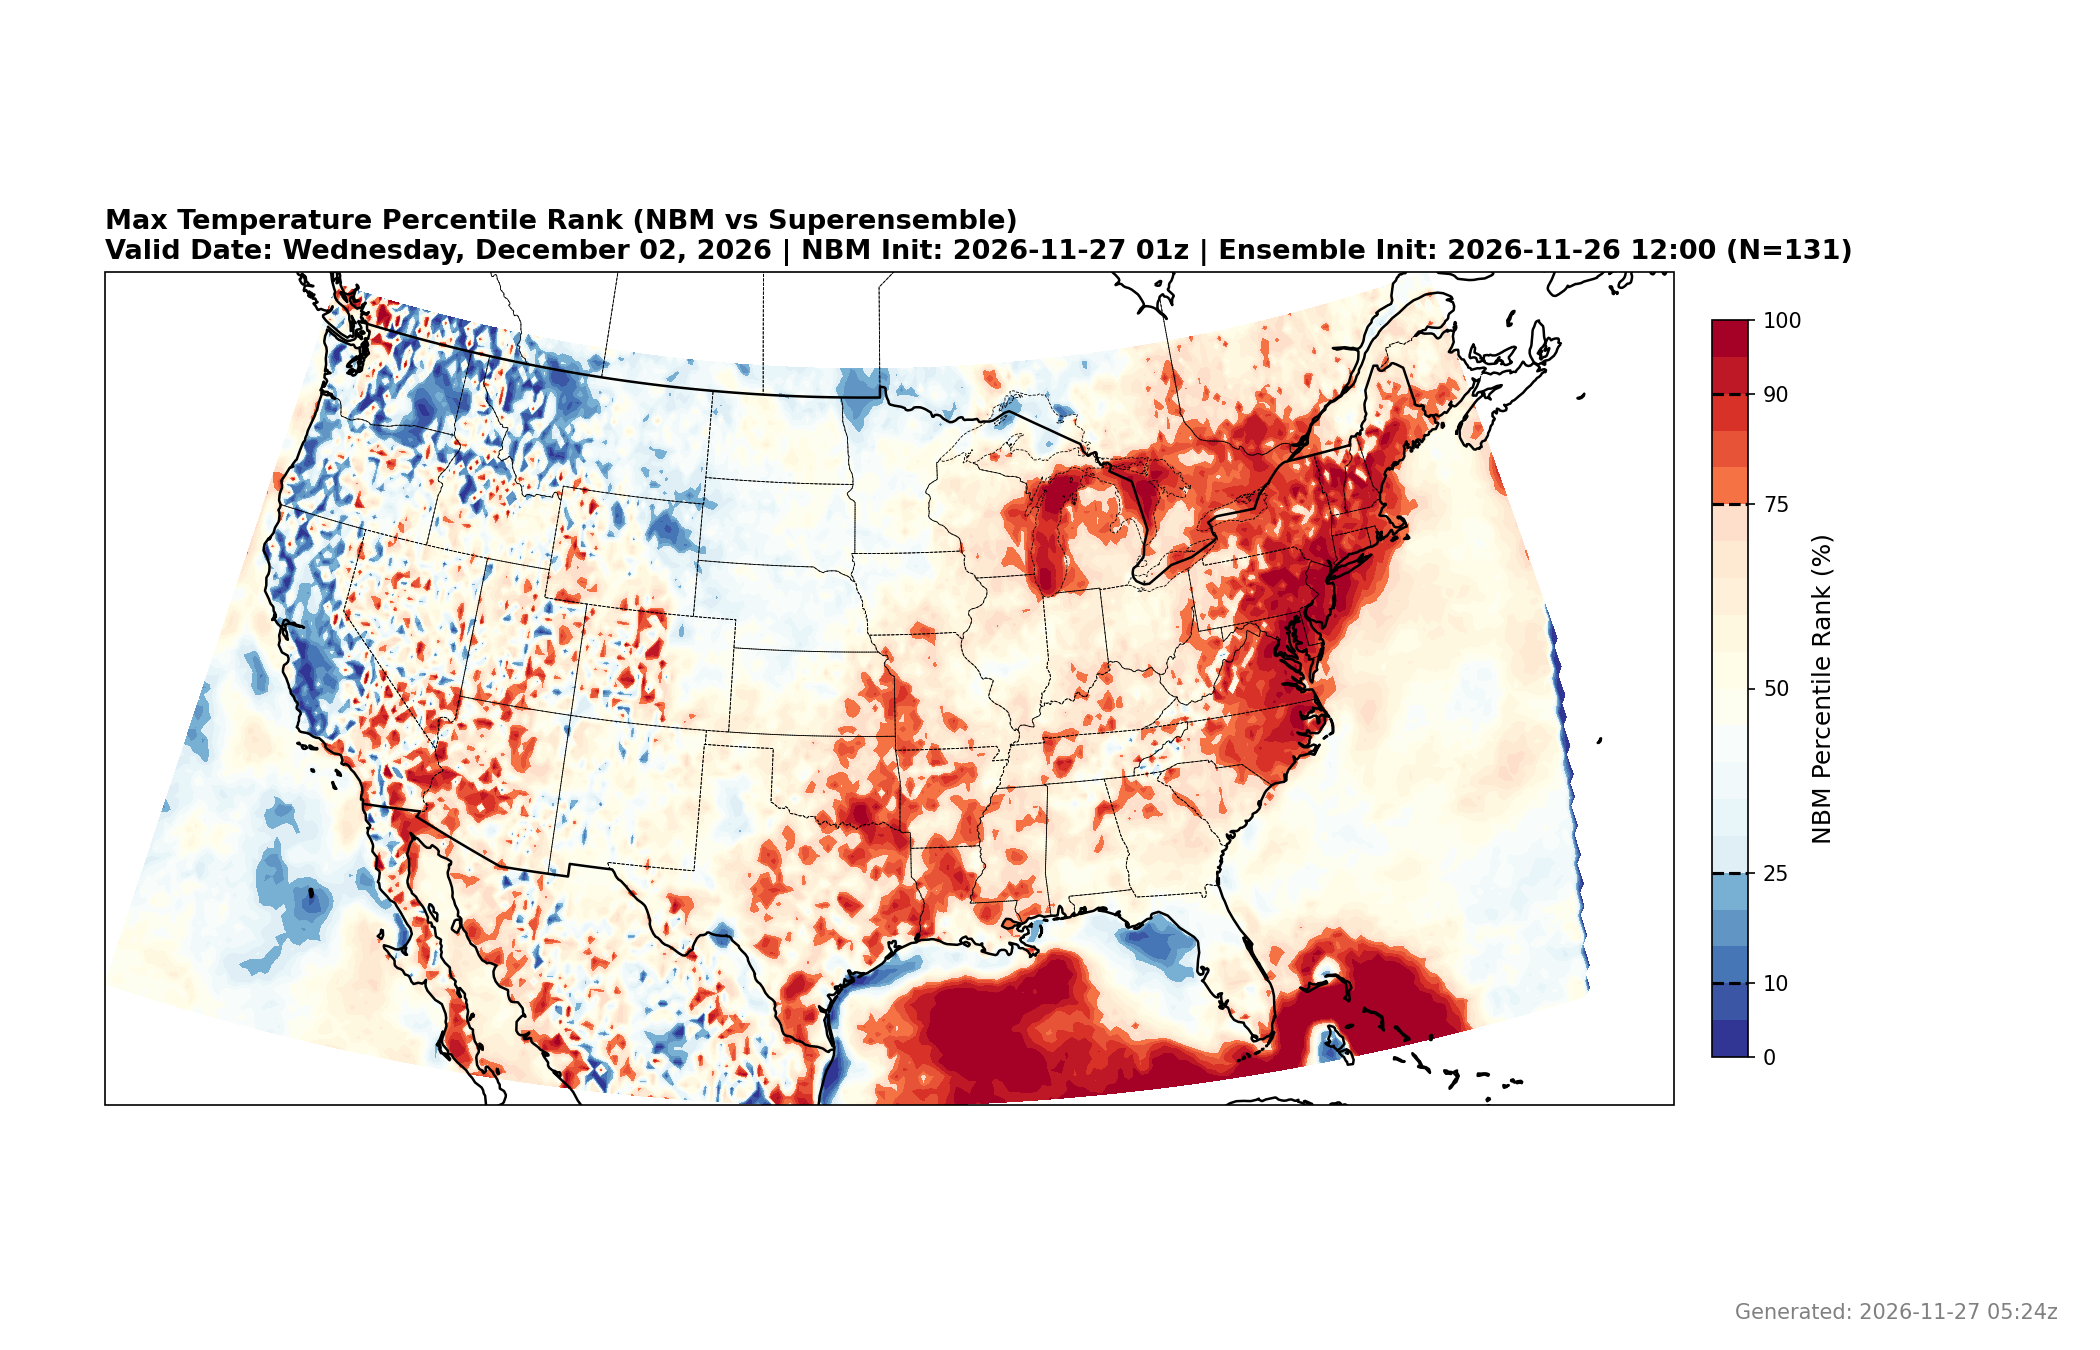 Max Temperature Percentile Rank (NBM vs Superensemble)
Valid Date: Wednesday, December 02, 2026 | NBM Init: 2026-11-27 01z | Ensemble Init: 2026-11-26 12:00 (N=131)
100
90
75
50
25
10
0
NBM Percentile Rank (%)
Generated: 2026-11-27 05:24z